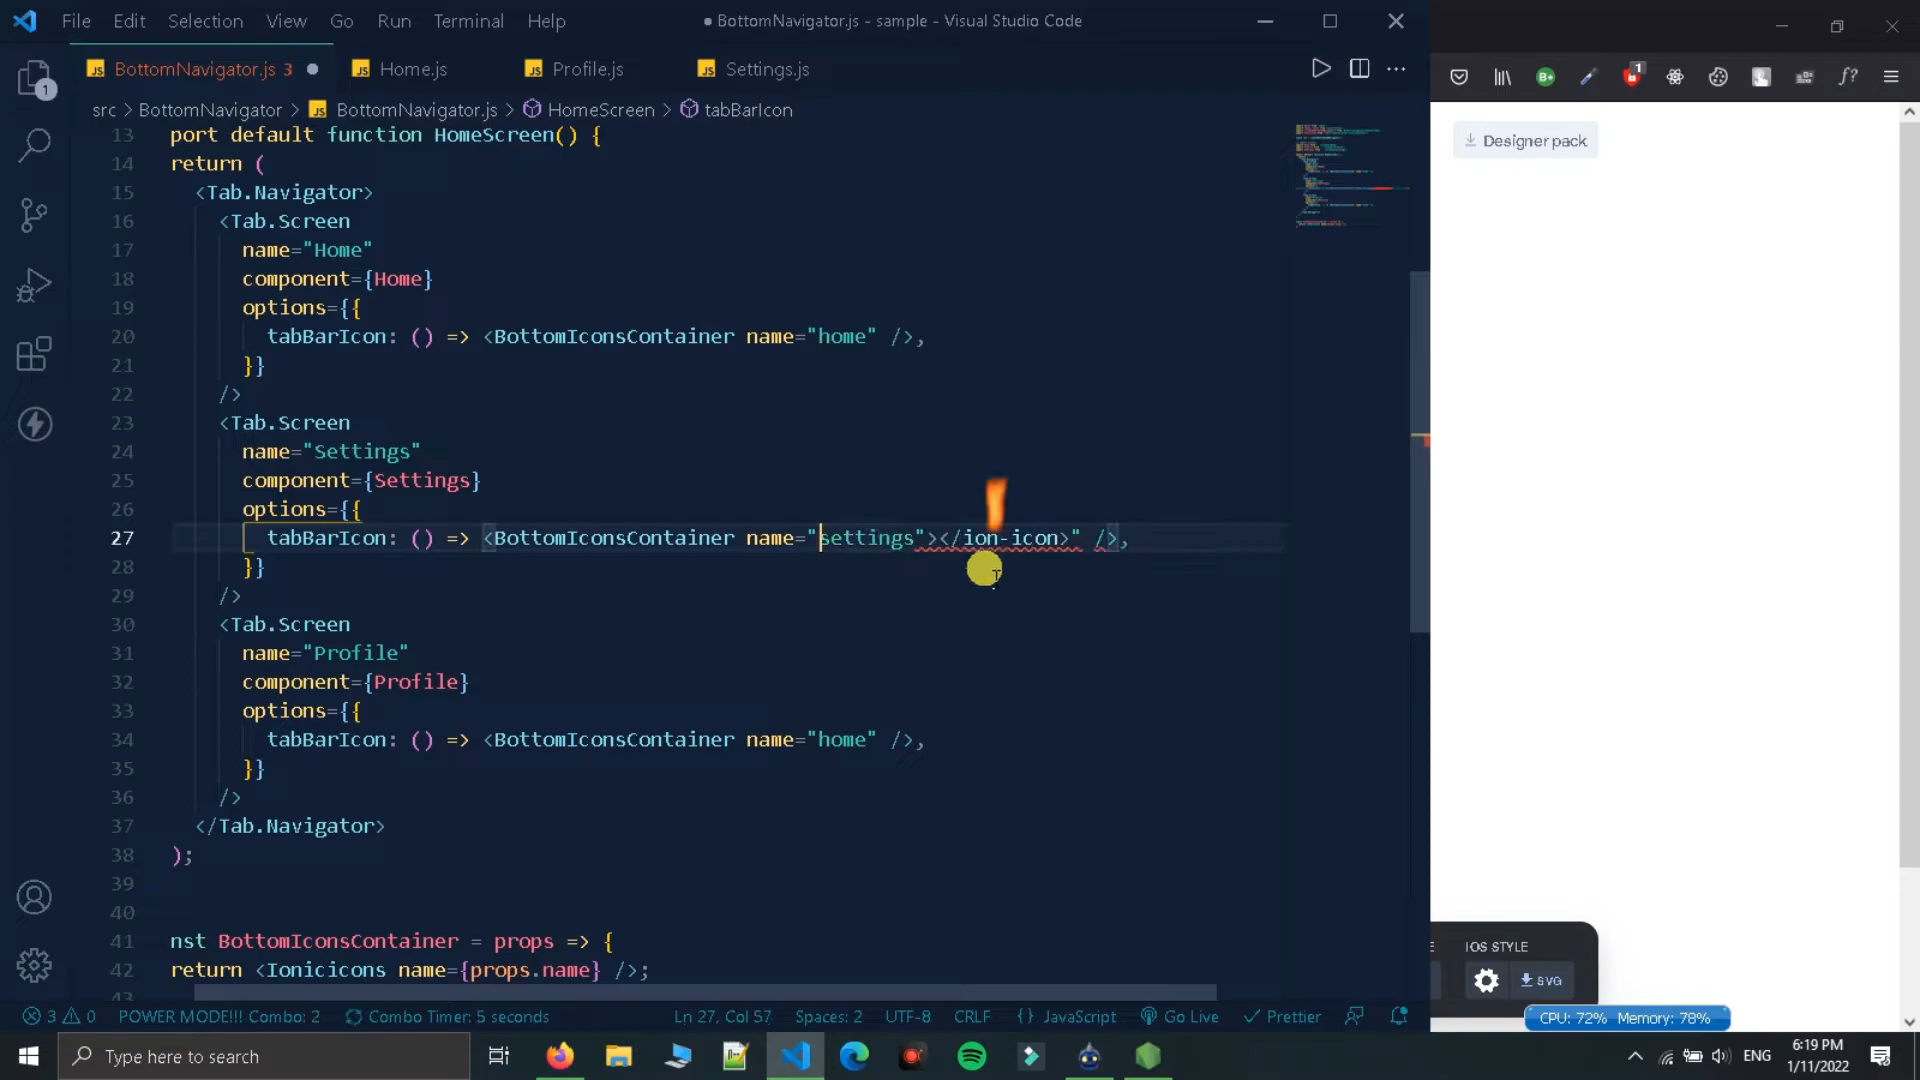 File Edit Selection View Go Run Terminal Help
● BottomNavigator.js - sample - Visual Studio Code
JS BottomNavigator.js 3 ●
JS Home.js
JS Profile.js
JS Settings.js
src > BottomNavigator > JS BottomNavigator.js > HomeScreen > tabBarIcon
13 port default function HomeScreen() {
14 return (
15 <Tab.Navigator>
16 <Tab.Screen
17 name="Home"
18 component={Home}
19 options={{
20 tabBarIcon: () => <BottomIconsContainer name="home" />,
21 }}
22 />
23 <Tab.Screen
24 name="Settings"
25 component={Settings}
26 options={{
27 tabBarIcon: () => <BottomIconsContainer name="settings"></ion-icon>" />,
28 }}
29 />
30 <Tab.Screen
31 name="Profile"
32 component={Profile}
33 options={{
34 tabBarIcon: () => <BottomIconsContainer name="home" />,
35 }}
36 />
37 </Tab.Navigator>
38 );
39
40
41 nst BottomIconsContainer = props => {
42 return <Ionicicons name={props.name} />;
43
1
1
B+
f?
Designer pack
IOS STYLE
SVG
3 0 POWER MODE!!! Combo: 2 Combo Timer: 5 seconds
Ln 27, Col 57 Spaces: 2 UTF-8 CRLF {} JavaScript Go Live Prettier
CPU: 72% Memory: 78%
Type here to search
ENG
6:19 PM
1/11/2022